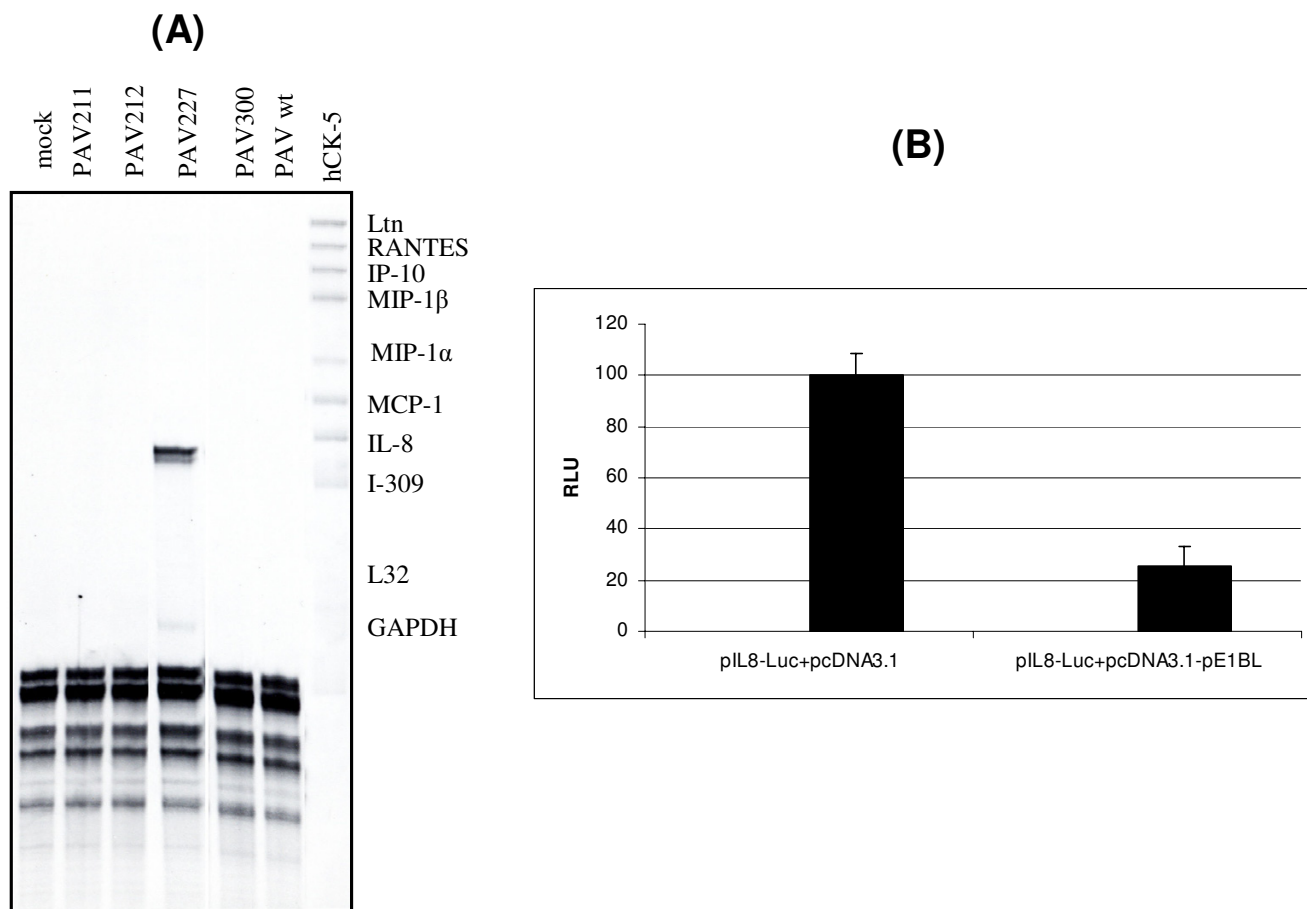 (A)
mock
PAV211
PAV212
PAV227
PAV300
PAV wt
hCK-5
Ltn
RANTES
IP-10
MIP-1β
MIP-1α
MCP-1
IL-8
I-309
L32
GAPDH
(B)
RLU
120
100
80
60
40
20
0
pIL8-Luc+pcDNA3.1
pIL8-Luc+pcDNA3.1-pE1BL